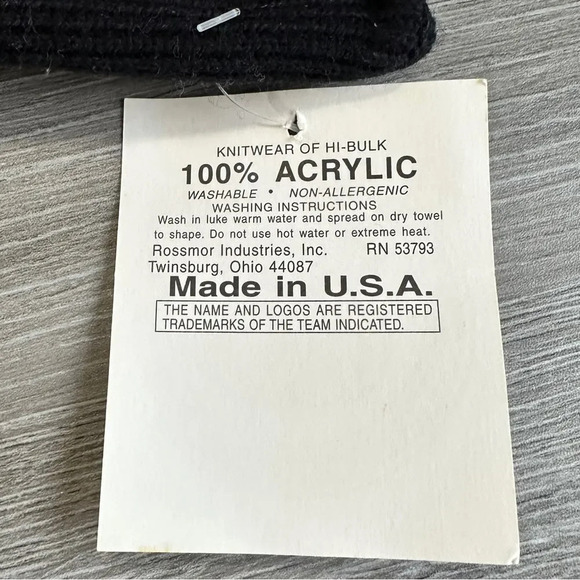 KNITWEAR OF HI-BULK
100% ACRYLIC
WASHABLE • NON-ALLERGENIC
WASHING INSTRUCTIONS
Wash in luke warm water and spread on dry towel
to shape. Do not use hot water or extreme heat.
Rossmor Industries, Inc. RN 53793
Twinsburg, Ohio 44087
Made in U.S.A.
THE NAME AND LOGOS ARE REGISTERED
TRADEMARKS OF THE TEAM INDICATED.